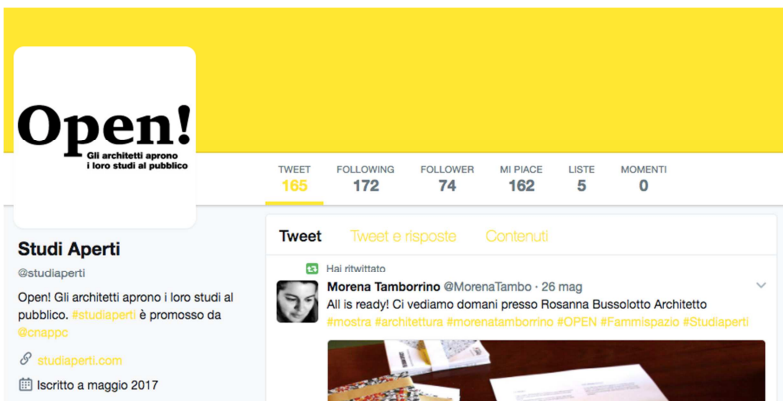 Open!
Gli architetti aprono
i loro studi al pubblico
TWEET FOLLOWING FOLLOWER MI PIACE LISTE MOMENTI
165 172 74 162 5 0
Studi Aperti
@studiaperti
Open! Gli architetti aprono i loro studi al
pubblico. #studiaperti è promosso da
@cnappc
studiaperti.com
Iscritto a maggio 2017
Tweet Tweet e risposte Contenuti
Hai ritwittato
Morena Tamborrino @MorenaTambo · 26 mag
All is ready! Ci vediamo domani presso Rosanna Bussolotto Architetto
#mostra #architettura #morenatamborrino #OPEN #Fammispazio #Studiaperti